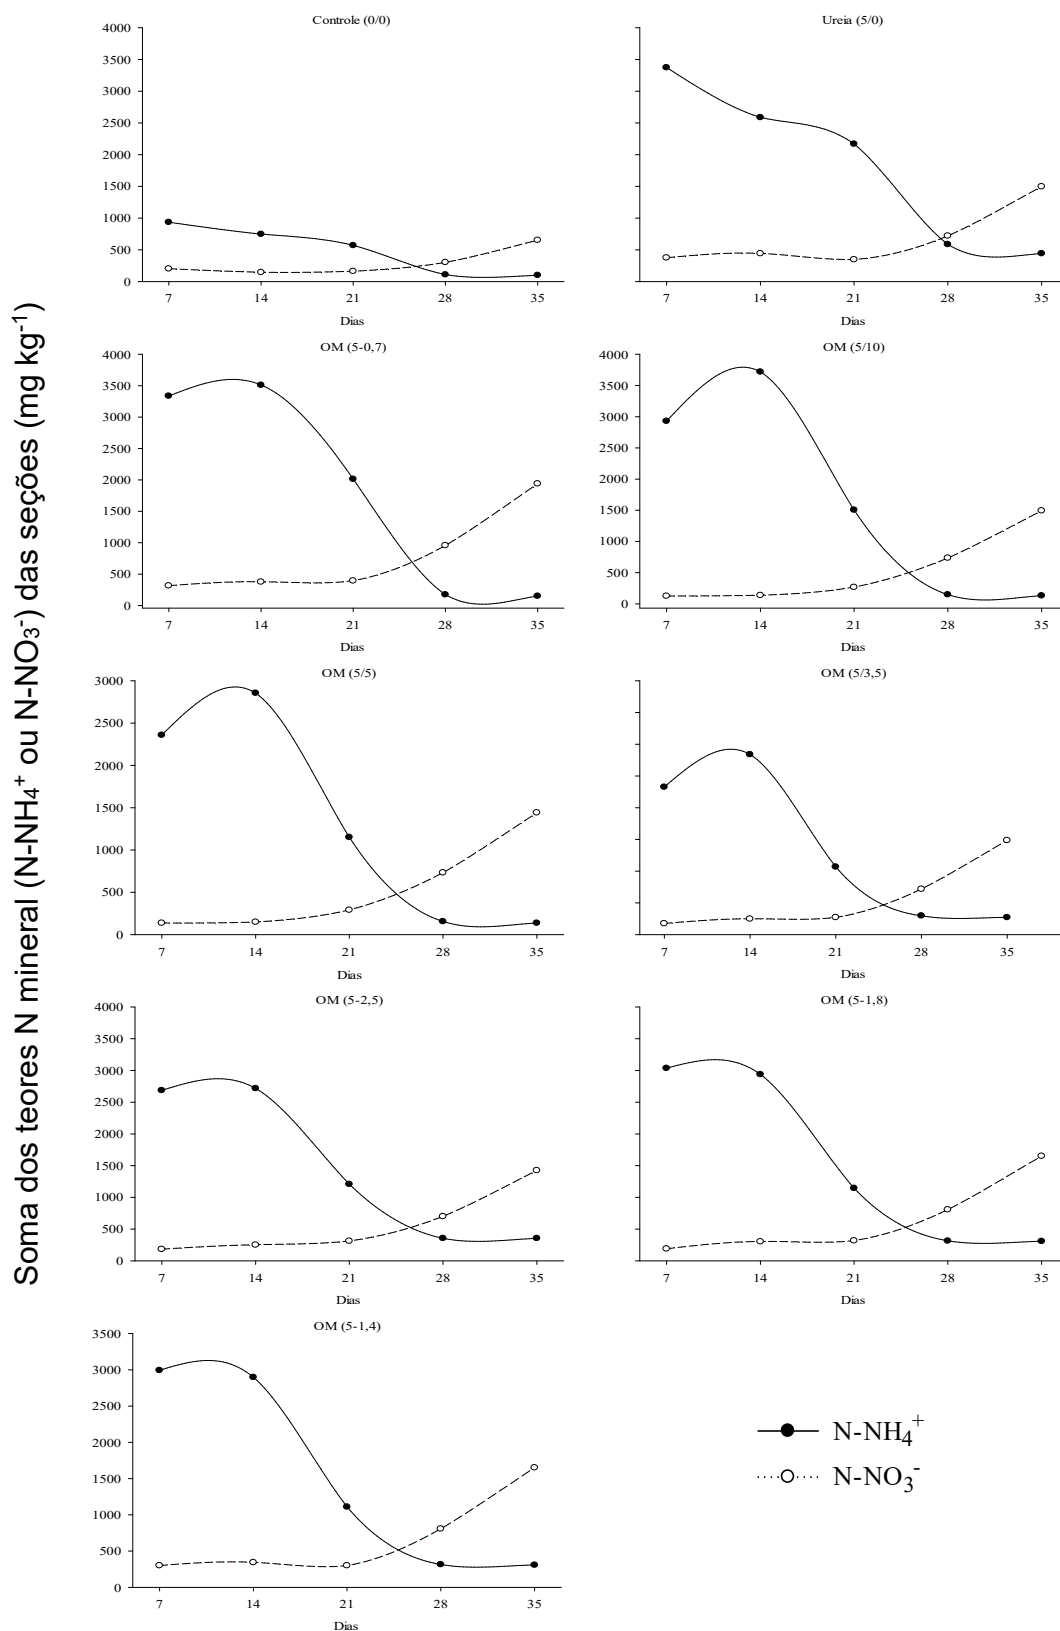 Soma dos teores N mineral (N-NH₄⁺ ou N-NO₃⁻) das seções (mg kg⁻¹)
Controle (0/0)
4000
3500
3000
2500
2000
1500
1000
500
0
7 14 21 28 35
Dias
Ureia (5/0)
7 14 21 28 35
Dias
OM (5-0,7)
4000
3500
3000
2500
2000
1500
1000
500
0
7 14 21 28 35
Dias
OM (5/10)
4000
3500
3000
2500
2000
1500
1000
500
0
7 14 21 28 35
Dias
OM (5/5)
3000
2500
2000
1500
1000
500
0
7 14 21 28 35
Dias
OM (5/3,5)
7 14 21 28 35
Dias
OM (5-2,5)
4000
3500
3000
2500
2000
1500
1000
500
0
7 14 21 28 35
Dias
OM (5-1,8)
7 14 21 28 35
Dias
OM (5-1,4)
3500
3000
2500
2000
1500
1000
500
0
7 14 21 28 35
Dias
N-NH₄⁺
N-NO₃⁻